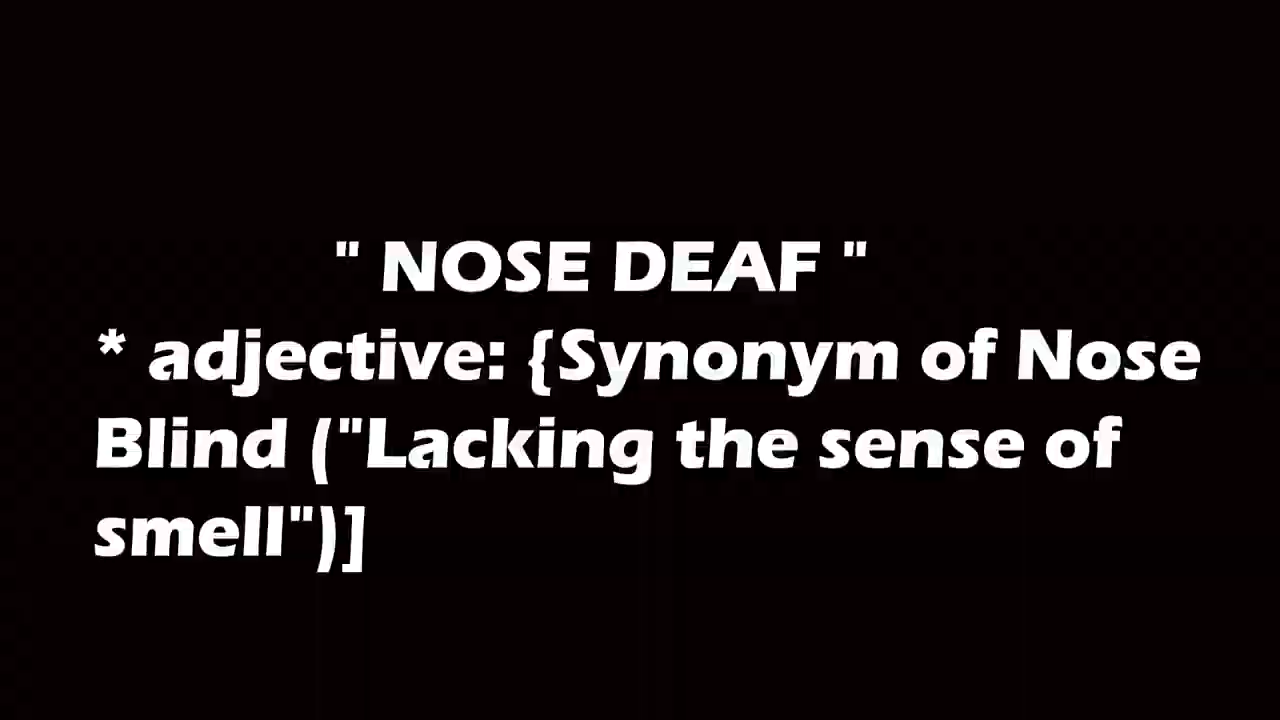 " NOSE DEAF "
* adjective: {Synonym of Nose
Blind ("Lacking the sense of
smell")]